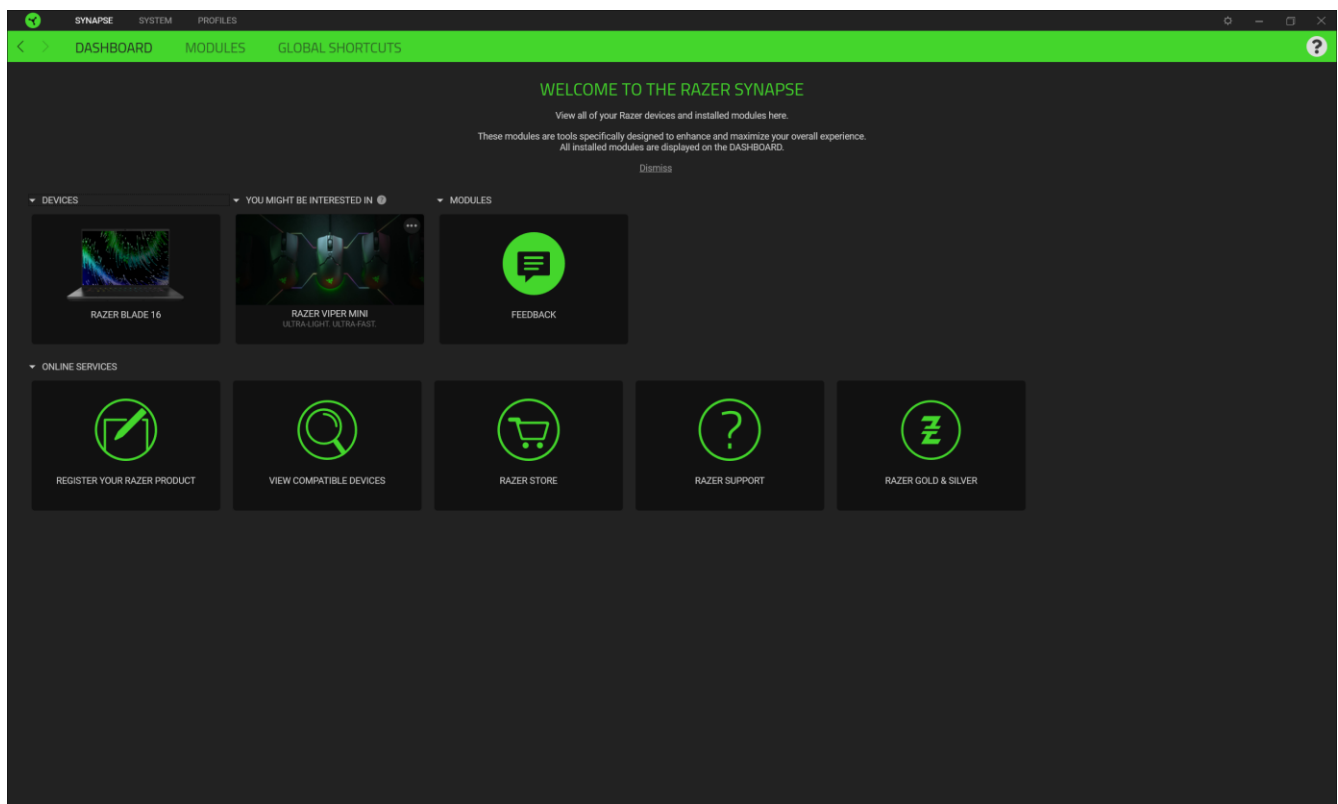 SYNAPSE SYSTEM PROFILES
DASHBOARD MODULES GLOBAL SHORTCUTS ?
WELCOME TO THE RAZER SYNAPSE
View all of your Razer devices and installed modules here.
These modules are tools specifically designed to enhance and maximize your overall experience.
All installed modules are displayed on the DASHBOARD.
Dismiss
DEVICES YOU MIGHT BE INTERESTED IN ? MODULES
RAZER BLADE 16
RAZER VIPER MINI
ULTRA-LIGHT. ULTRA-FAST.
FEEDBACK
ONLINE SERVICES
REGISTER YOUR RAZER PRODUCT
VIEW COMPATIBLE DEVICES
RAZER STORE
RAZER SUPPORT
RAZER GOLD & SILVER